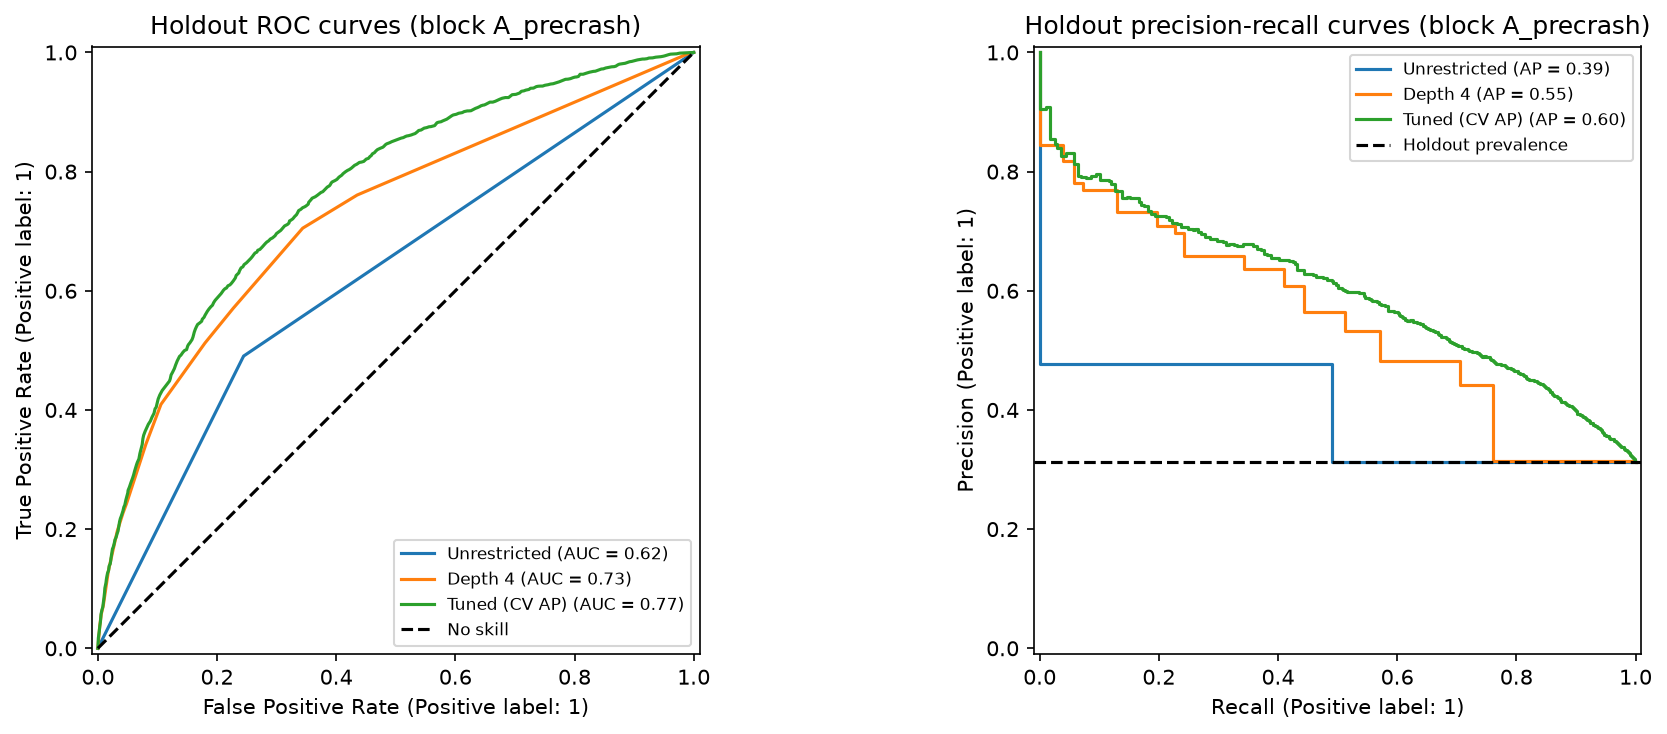 Holdout ROC curves (block A_precrash)
True Positive Rate (Positive label: 1)
1.0
0.8
0.6
0.4
0.2
0.0
Unrestricted (AUC = 0.62)
Depth 4 (AUC = 0.73)
Tuned (CV AP) (AUC = 0.77)
No skill
0.0 0.2 0.4 0.6 0.8 1.0
False Positive Rate (Positive label: 1)
Holdout precision-recall curves (block A_precrash)
Precision (Positive label: 1)
1.0
0.8
0.6
0.4
0.2
0.0
Unrestricted (AP = 0.39)
Depth 4 (AP = 0.55)
Tuned (CV AP) (AP = 0.60)
Holdout prevalence
0.0 0.2 0.4 0.6 0.8 1.0
Recall (Positive label: 1)